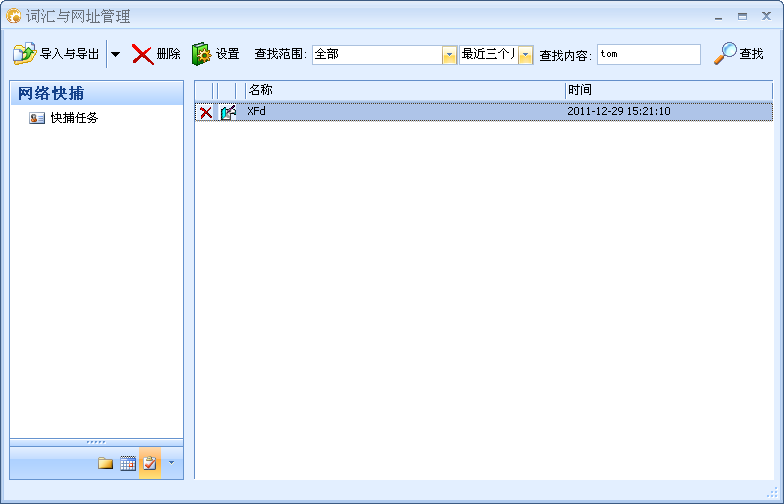 词汇与网址管理
导入与导出 删除 设置 查找范围: 全部 最近三个 查找内容: tom 查找
网络快捕
快捕任务
名称 时间
XFd 2011-12-29 15:21:10